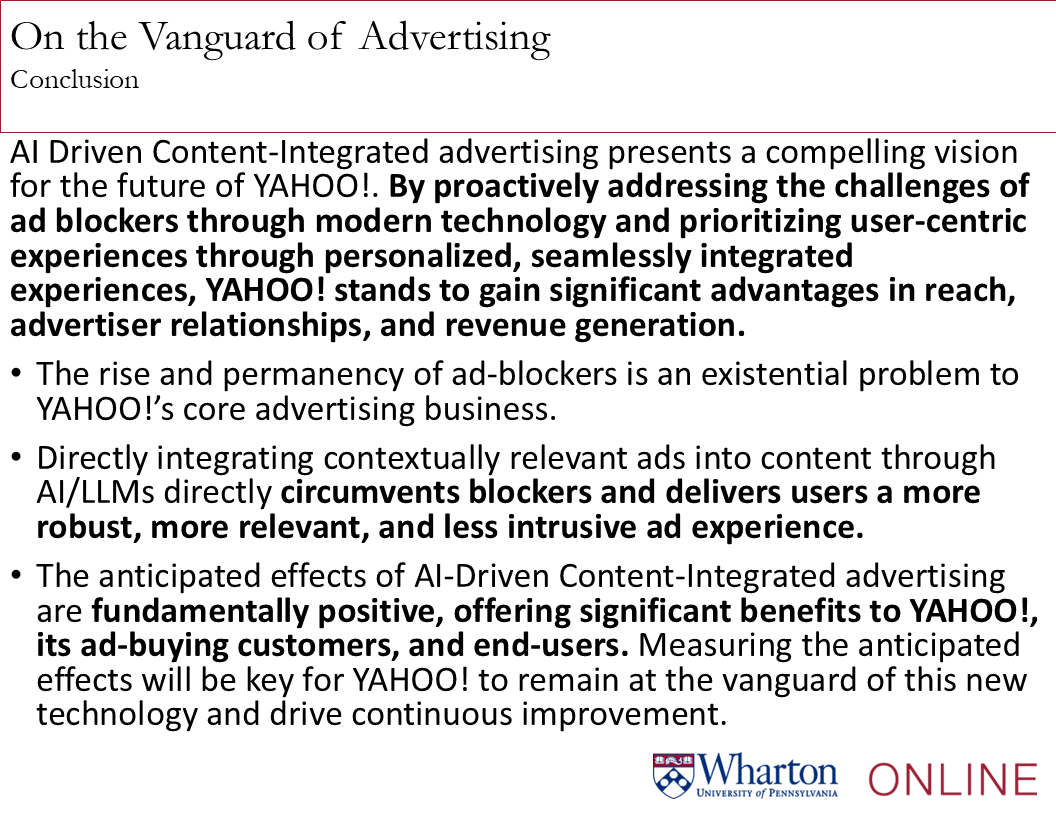 On the Vanguard of Advertising
Conclusion
AI Driven Content-Integrated advertising presents a compelling vision
for the future of YAHOO!. By proactively addressing the challenges of
ad blockers through modern technology and prioritizing user-centric
experiences through personalized, seamlessly integrated
experiences, YAHOO! stands to gain significant advantages in reach,
advertiser relationships, and revenue generation.
• The rise and permanency of ad-blockers is an existential problem to
YAHOO!’s core advertising business.
• Directly integrating contextually relevant ads into content through
AI/LLMs directly circumvents blockers and delivers users a more
robust, more relevant, and less intrusive ad experience.
• The anticipated effects of AI-Driven Content-Integrated advertising
are fundamentally positive, offering significant benefits to YAHOO!,
its ad-buying customers, and end-users. Measuring the anticipated
effects will be key for YAHOO! to remain at the vanguard of this new
technology and drive continuous improvement.
Wharton ONLINE
UNIVERSITY of PENNSYLVANIA